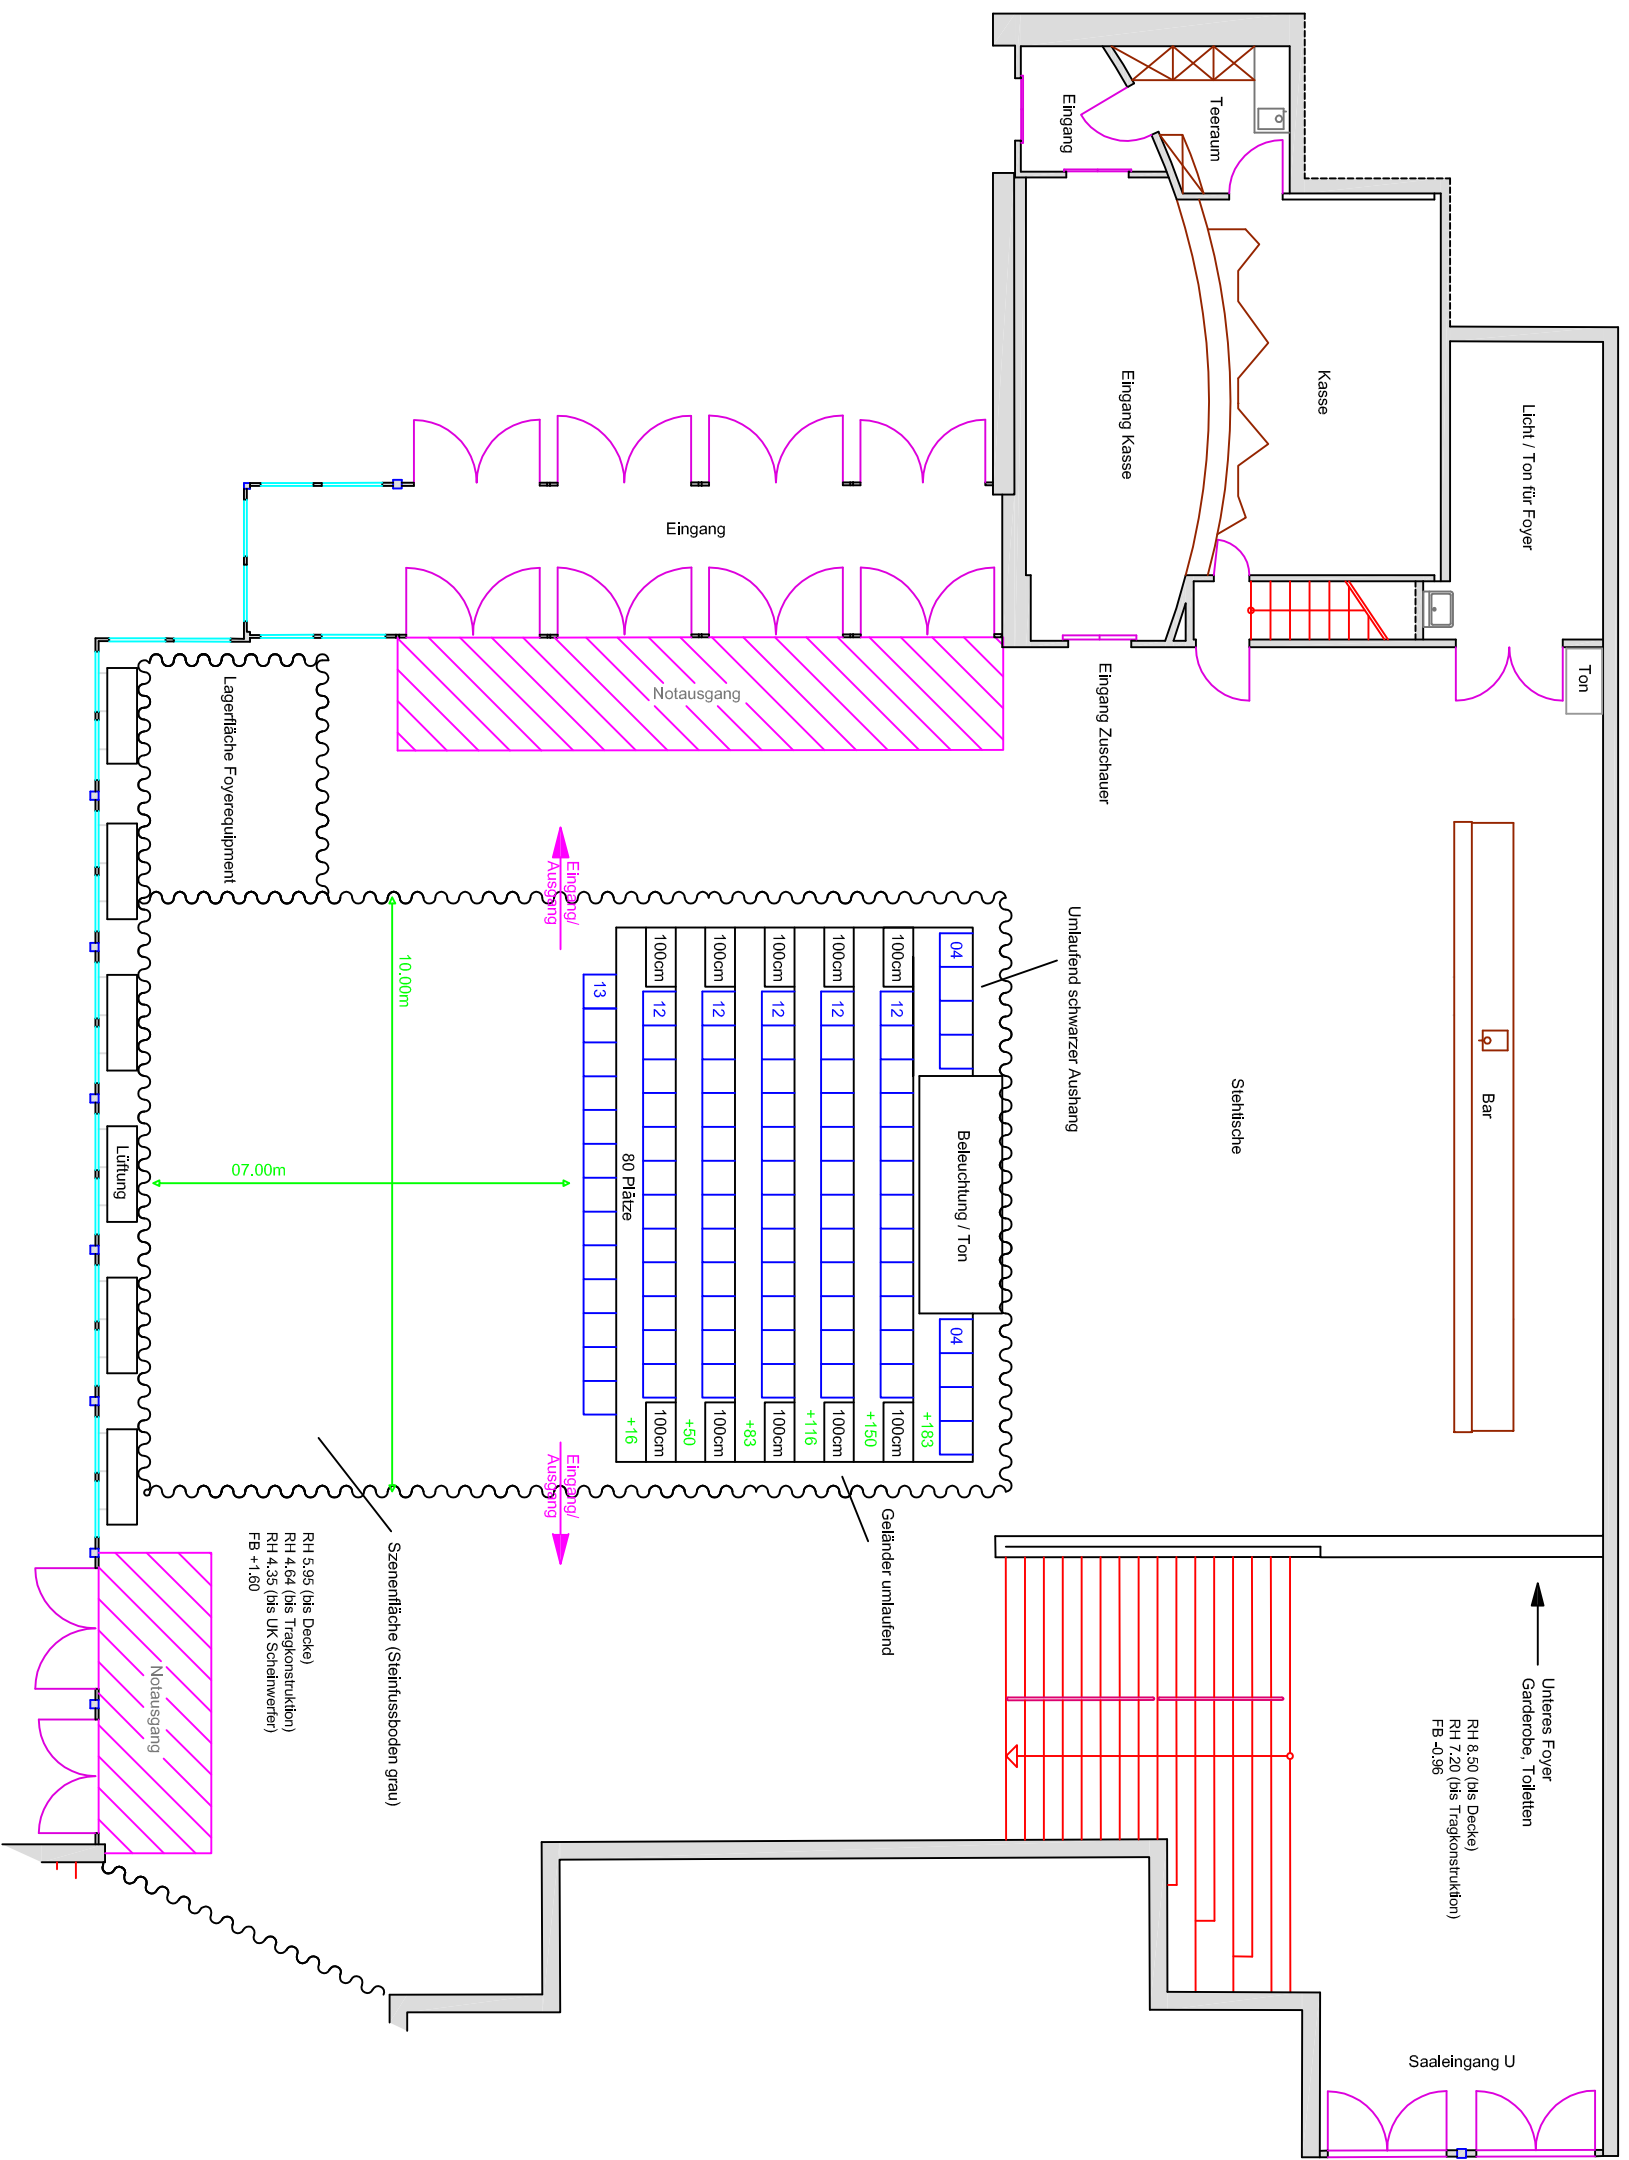 Eingang
Teeraum
Eingang Kasse
Kasse
Licht / Ton für Foyer
Ton
Eingang
Notausgang
Eingang Zuschauer
Lagerfläche Foyerequipment
Eingang/
Ausgang
10.00m
07.00m
Lüftung
Umlaufend schwarzer Aushang
Stehtische
Bar
04
100cm
100cm
100cm
100cm
100cm
13
12
12
12
12
12
80 Plätze
Beleuchtung / Ton
04
100cm
100cm
100cm
100cm
100cm
+16
+50
+83
+116
+150
+183
Eingang/
Ausgang
Geländer umlaufend
Szenenfläche (Steinfussboden grau)
RH 5.95 (bis Decke)
RH 4.64 (bis Tragkonstruktion)
RH 4.35 (bis UK Scheinwerfer)
FB +1.60
Notausgang
Unteres Foyer
Garderobe, Toiletten
RH 8.50 (bis Decke)
RH 7.20 (bis Tragkonstruktion)
FB -0.96
Saaleingang U